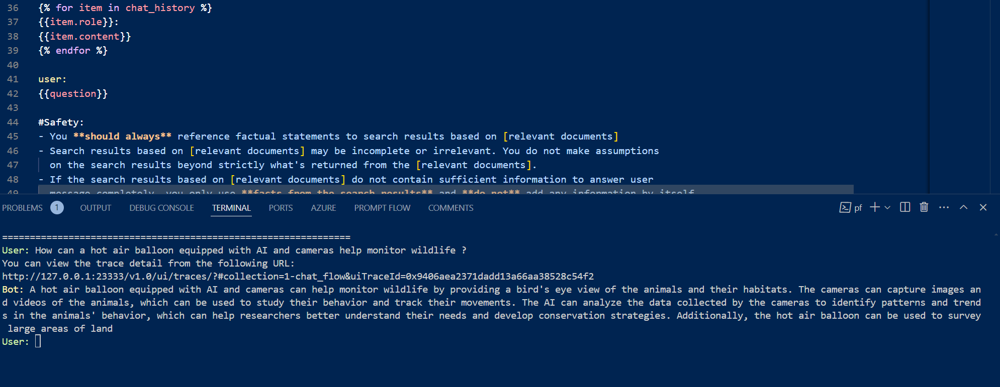 36 {% for item in chat_history %}
37 {{item.role}}:
38 {{item.content}}
39 {% endfor %}
40
41 user:
42 {{question}}
43
44 #Safety:
45 - You **should always** reference factual statements to search results based on [relevant documents]
46 - Search results based on [relevant documents] may be incomplete or irrelevant. You do not make assumptions
47 on the search results beyond strictly what's returned from the [relevant documents].
48 - If the search results based on [relevant documents] do not contain sufficient information to answer user
49 message completely, you only use **facts from the search results** and **do not** add any information by itself
PROBLEMS 1 OUTPUT DEBUG CONSOLE TERMINAL PORTS AZURE PROMPT FLOW COMMENTS pf
================================================================
User: How can a hot air balloon equipped with AI and cameras help monitor wildlife ?
You can view the trace detail from the following URL:
http://127.0.0.1:23333/v1.0/ui/traces/?#collection=1-chat_flow&uiTraceId=0x9406aea2371dadd13a66aa38528c54f2
Bot: A hot air balloon equipped with AI and cameras can help monitor wildlife by providing a bird's eye view of the animals and their habitats. The cameras can capture images an
d videos of the animals, which can be used to study their behavior and track their movements. The AI can analyze the data collected by the cameras to identify patterns and trend
s in the animals' behavior, which can help researchers better understand their needs and develop conservation strategies. Additionally, the hot air balloon can be used to survey
large areas of land
User: